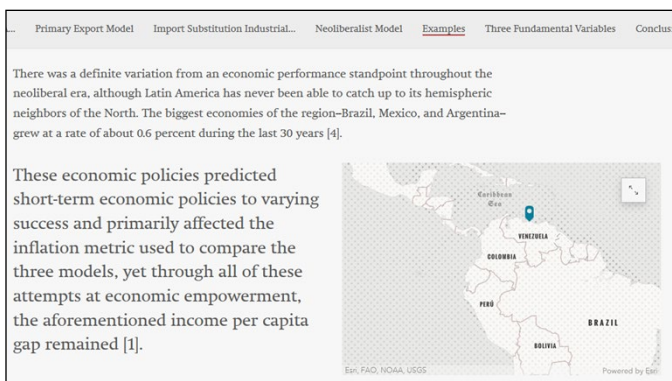 ... Primary Export Model Import Substitution Industrial... Neoliberalist Model Examples Three Fundamental Variables Conclus
There was a definite variation from an economic performance standpoint throughout the
neoliberal era, although Latin America has never been able to catch up to its hemispheric
neighbors of the North. The biggest economies of the region–Brazil, Mexico, and Argentina–
grew at a rate of about 0.6 percent during the last 30 years [4].
These economic policies predicted
short-term economic policies to varying
success and primarily affected the
inflation metric used to compare the
three models, yet through all of these
attempts at economic empowerment,
the aforementioned income per capita
gap remained [1].
Caribbean
Sea
VENEZUELA
COLOMBIA
PERÚ
BRAZIL
BOLIVIA
Esri, FAO, NOAA, USGS Powered by Esri